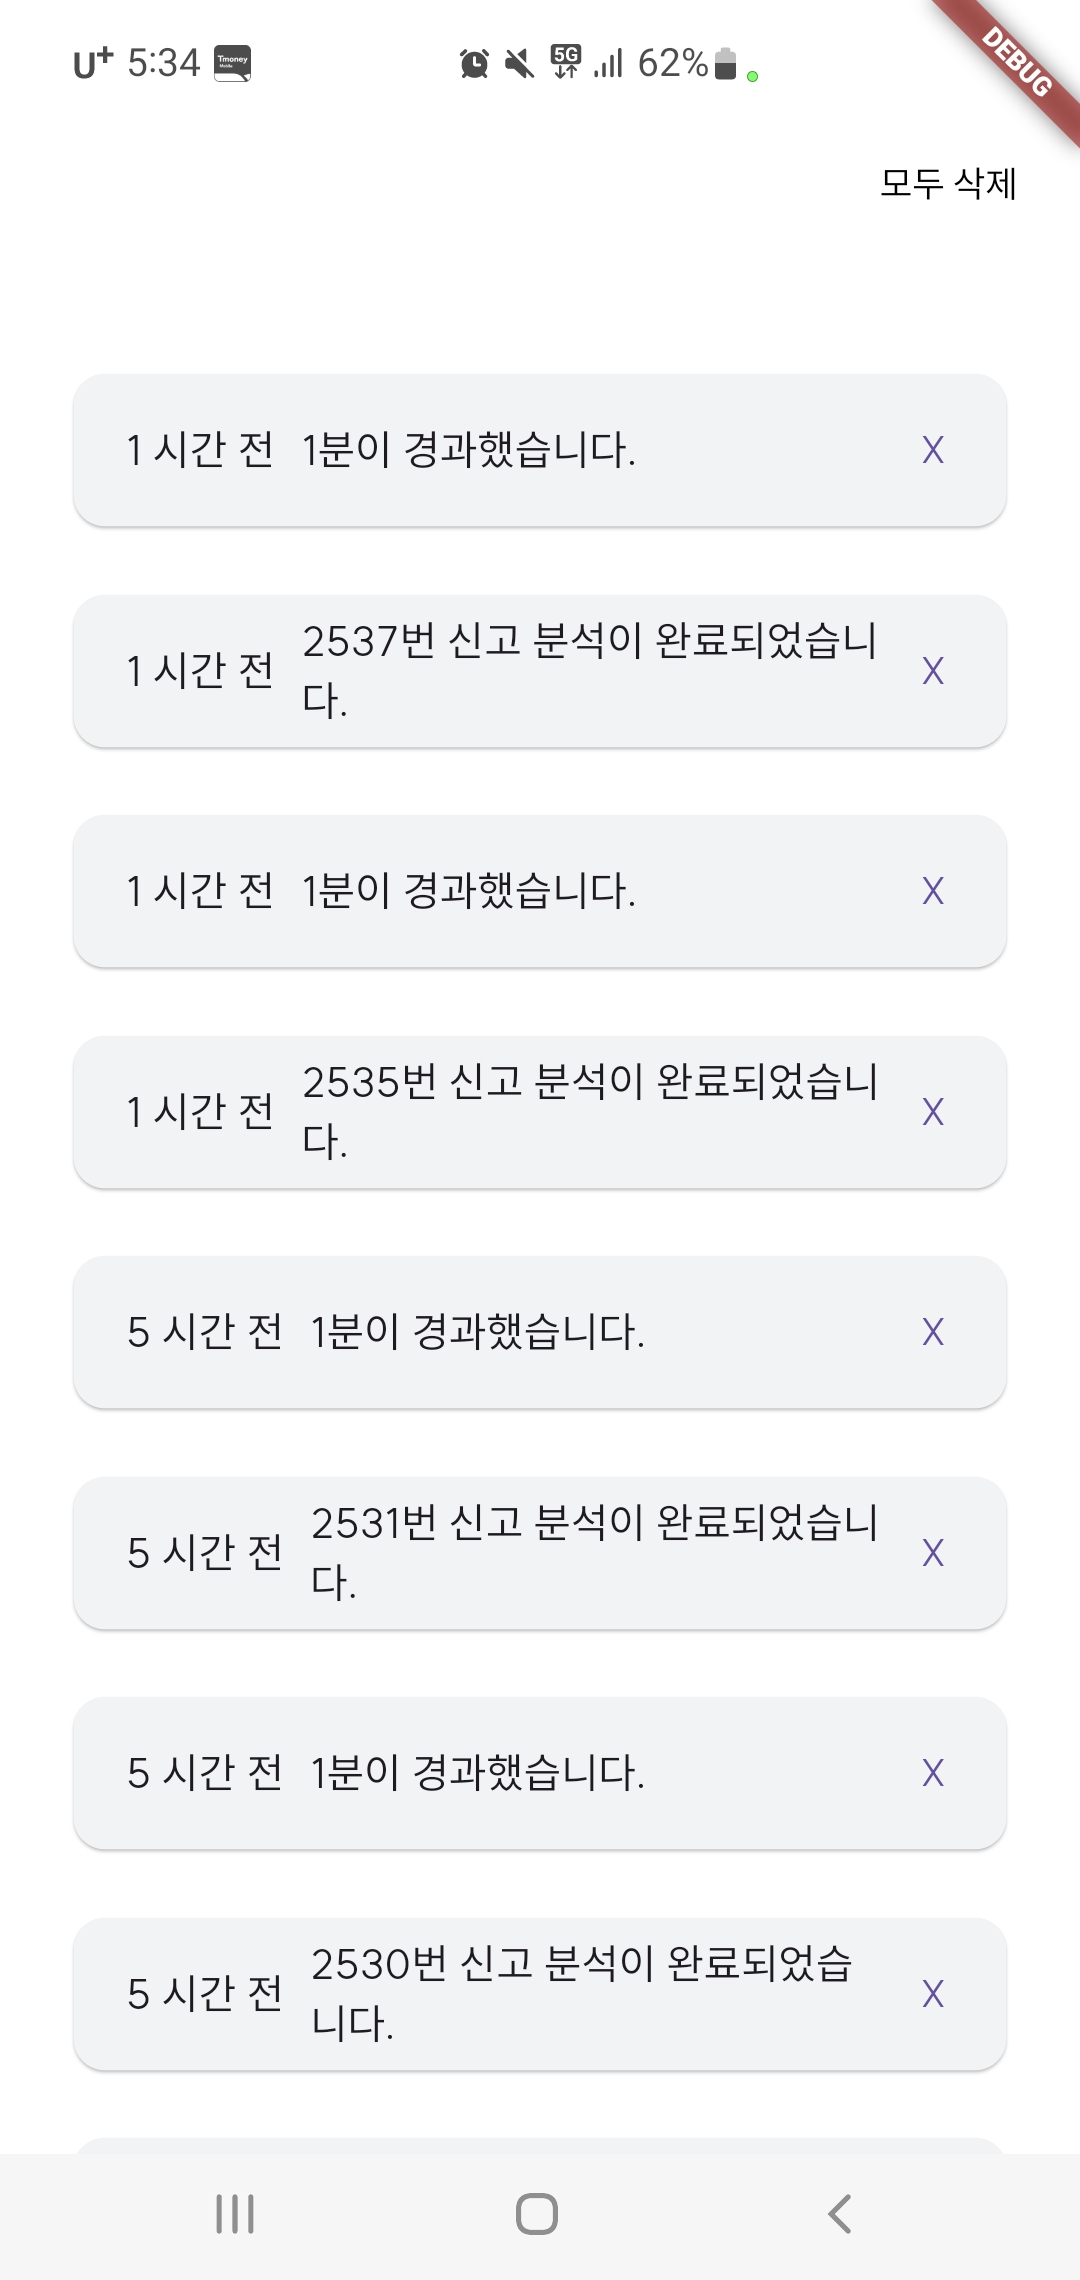 U+ 5:34 Tmoney 5G 62%
DEBUG
모두 삭제
1 시간 전 1분이 경과했습니다. X
1 시간 전 2537번 신고 분석이 완료되었습니
다. X
1 시간 전 1분이 경과했습니다. X
1 시간 전 2535번 신고 분석이 완료되었습니
다. X
5 시간 전 1분이 경과했습니다. X
5 시간 전 2531번 신고 분석이 완료되었습니
다. X
5 시간 전 1분이 경과했습니다. X
5 시간 전 2530번 신고 분석이 완료되었습
니다. X